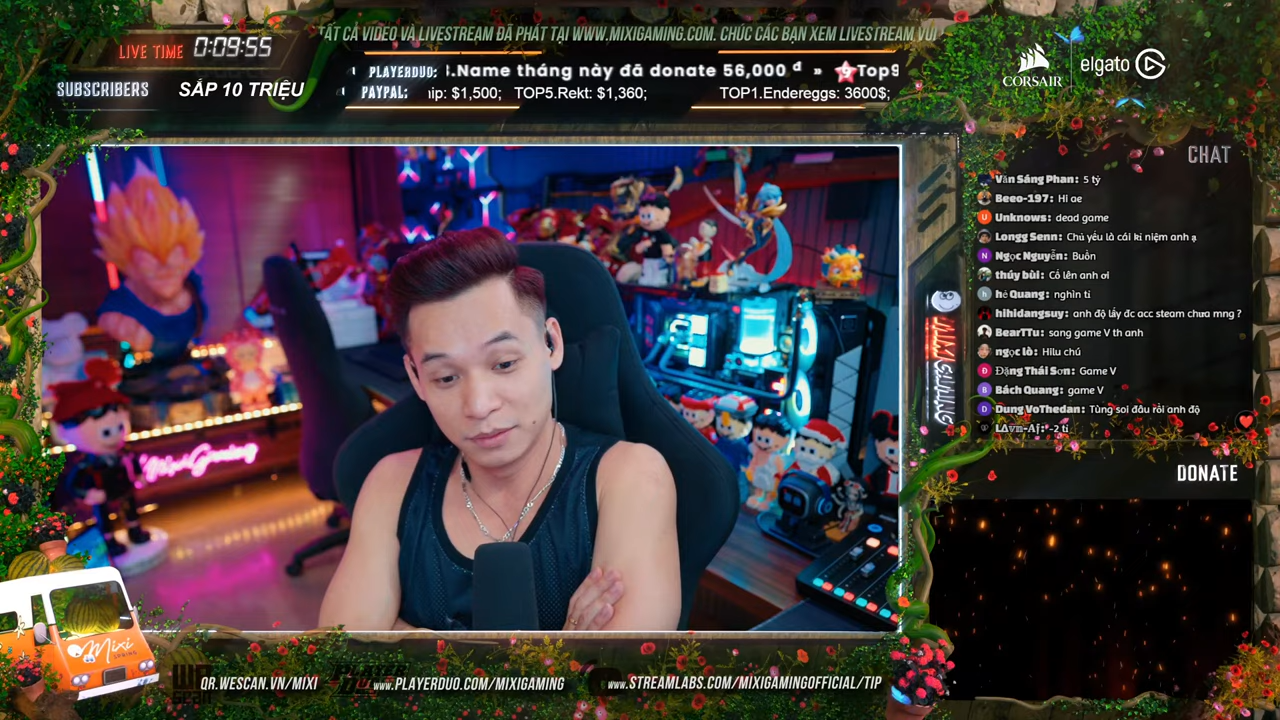 TẤT CẢ VIDEO VÀ LIVESTREAM ĐÃ PHÁT TẠI WWW.MIXIGAMING.COM. CHÚC CÁC BẠN XEM LIVESTREAM VUI
LIVE TIME 0:09:55
SUBSCRIBERS SẮP 10 TRIỆU
PLAYERDUO: .Name tháng này đã donate 56,000 đ » 9 Top9
PAYPAL: ip: $1,500; TOP5.Rekt: $1,360; TOP1.Endereggs: 3600$;
CORSAIR elgato
CHAT
Văn Sáng Phan: 5 tỷ
Beeo-197: Hi ae
U Unknows: dead game
Longg Senn: Chủ yếu là cái kỉ niệm anh ạ
N Ngọc Nguyễn: Buồn
thúy bùi: Cố lên anh ơi
h hẻ Quang: nghìn tỉ
hihidangsuy: anh độ lấy đc acc steam chưa mng ?
BearTTu: sang game V th anh
ngọc lò: Hilu chú
Đ Đặng Thái Sơn: Game V
B Bách Quang: game V
D Dung VoThedan: Tùng soi đâu rồi anh độ
-2 tỉ
MixiGaming
DONATE
Mixi
QR.WESCAN.VN/MIXI
WWW.PLAYERDUO.COM/MIXIGAMING
WWW.STREAMLABS.COM/MIXIGAMINGOFFICIAL/TIP